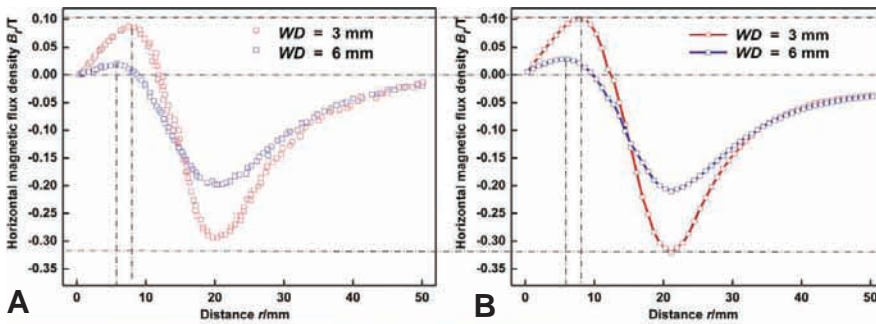 Horizontal magnetic flux density Br/T
0.10
0.05
0.00
-0.05
-0.10
-0.15
-0.20
-0.25
-0.30
-0.35
WD = 3 mm
WD = 6 mm
0 10 20 30 40 50
Distance r/mm
A
Horizontal magnetic flux density Br/T
0.10
0.05
0.00
-0.05
-0.10
-0.15
-0.20
-0.25
-0.30
-0.35
WD = 3 mm
WD = 6 mm
0 10 20 30 40 50
Distance r/mm
B